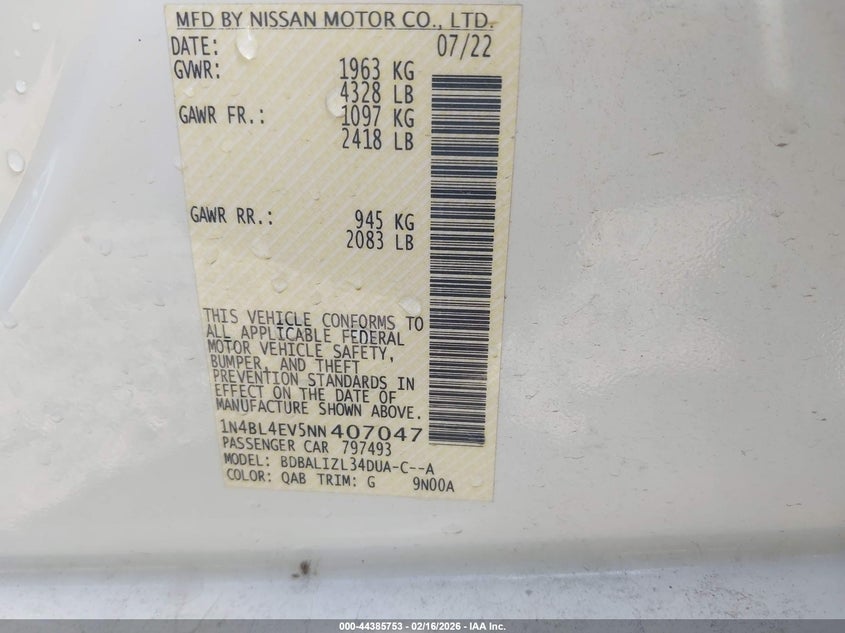 MFD BY NISSAN MOTOR CO., LTD.
DATE: 07/22
GVWR: 1963 KG
4328 LB
GAWR FR.: 1097 KG
2418 LB
GAWR RR.: 945 KG
2083 LB
THIS VEHICLE CONFORMS TO
ALL APPLICABLE FEDERAL
MOTOR VEHICLE SAFETY,
BUMPER, AND THEFT
PREVENTION STANDARDS IN
EFFECT ON THE DATE OF
MANUFACTURE SHOWN ABOVE.
1N4BL4EV5NN407047
PASSENGER CAR 797493
MODEL: BDBALIZL34DUA-C--A
COLOR: QAB TRIM: G 9N00A
000-44385753 - 02/16/2026 - IAA Inc.